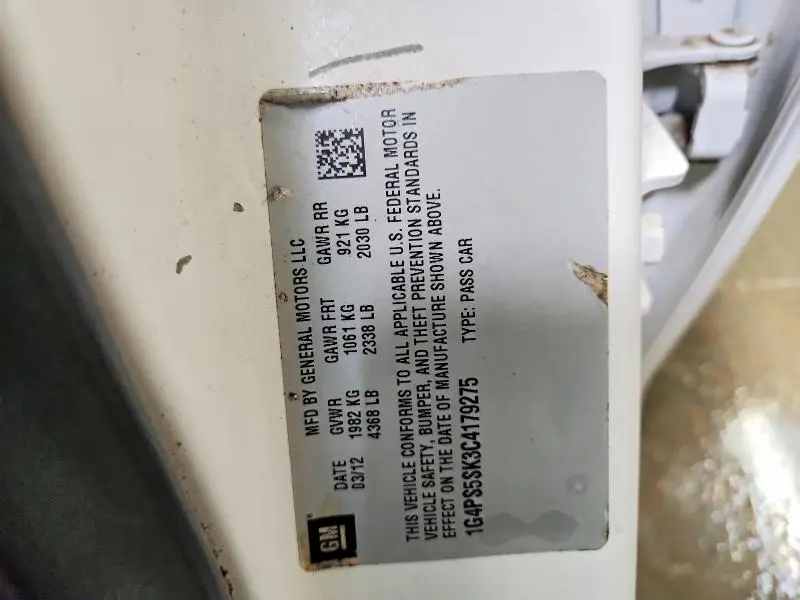 GM
MFD BY GENERAL MOTORS LLC
DATE GVWR GAWR FRT GAWR RR
03/12 1982 KG 1061 KG 921 KG
4368 LB 2338 LB 2030 LB
THIS VEHICLE CONFORMS TO ALL APPLICABLE U.S. FEDERAL MOTOR
VEHICLE SAFETY, BUMPER, AND THEFT PREVENTION STANDARDS IN
EFFECT ON THE DATE OF MANUFACTURE SHOWN ABOVE.
1G4PS5SK3C4179275 TYPE: PASS CAR